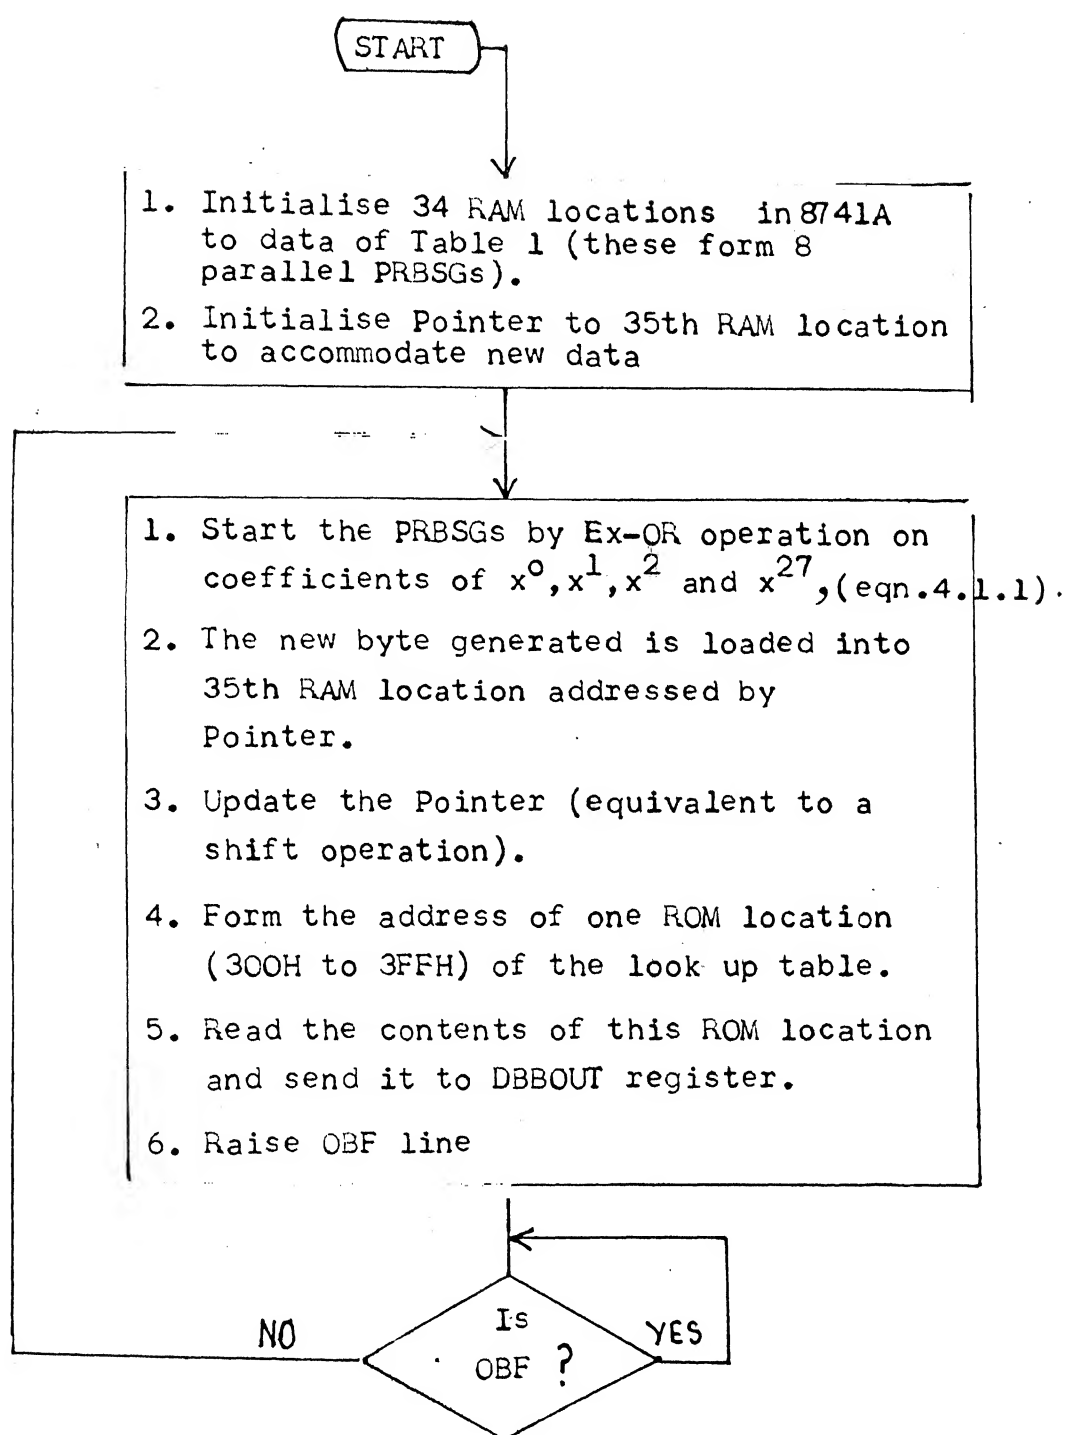 START
1. Initialise 34 RAM locations in 8741A
to data of Table 1 (these form 8
parallel PRBSGs).
2. Initialise Pointer to 35th RAM location
to accommodate new data
1. Start the PRBSGs by Ex-OR operation on
coefficients of x⁰,x¹,x² and x²⁷,(eqn.4.1.1).
2. The new byte generated is loaded into
35th RAM location addressed by
Pointer.
3. Update the Pointer (equivalent to a
shift operation).
4. Form the address of one ROM location
(300H to 3FFH) of the look up table.
5. Read the contents of this ROM location
and send it to DBBOUT register.
6. Raise OBF line
Is
NO YES
OBF ?